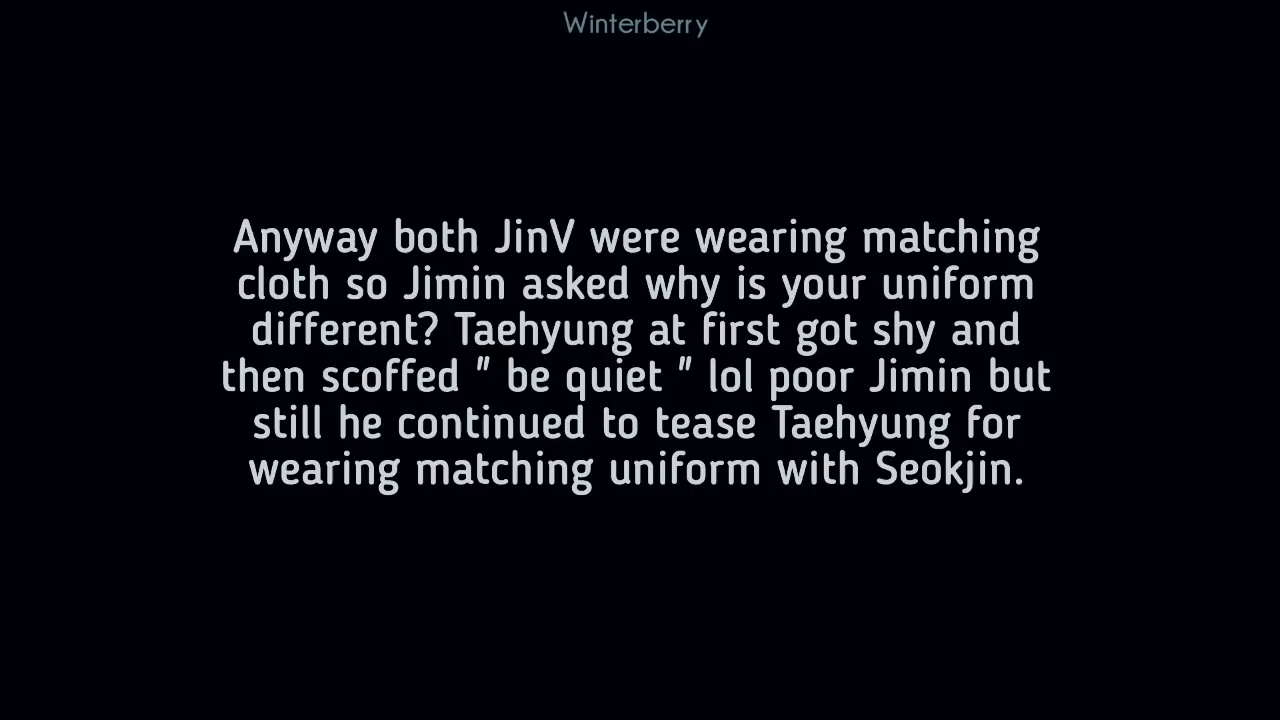 Winterberry
Anyway both JinV were wearing matching
cloth so Jimin asked why is your uniform
different? Taehyung at first got shy and
then scoffed " be quiet " lol poor Jimin but
still he continued to tease Taehyung for
wearing matching uniform with Seokjin.